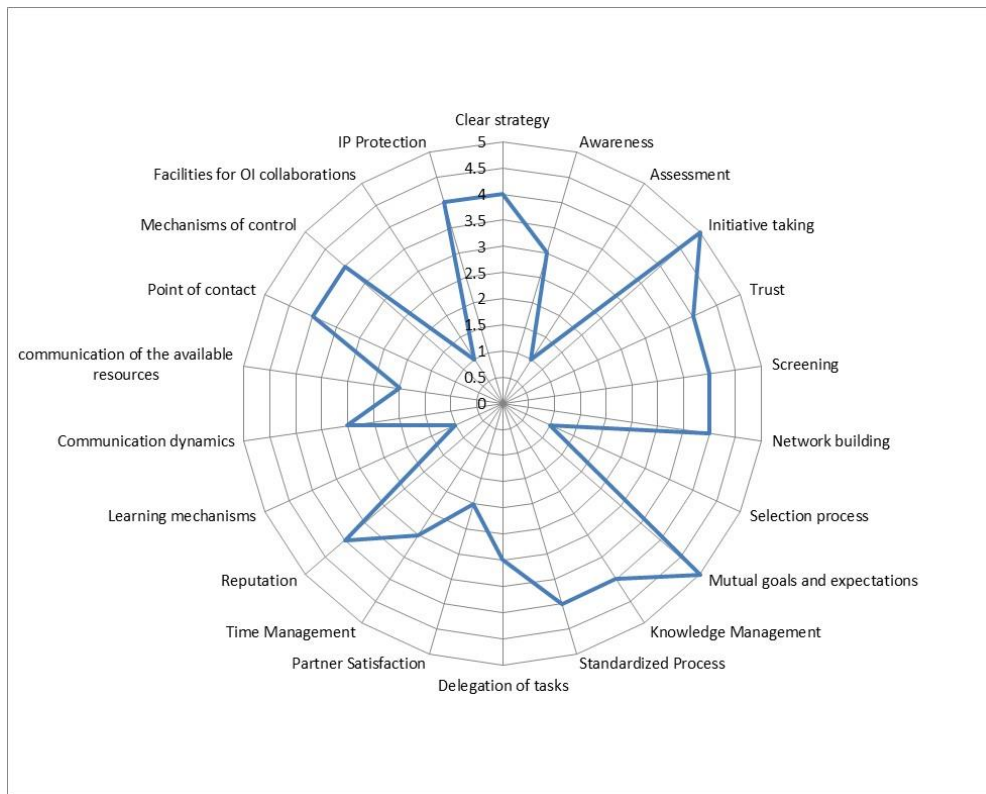 Clear strategy
IP Protection
Awareness
Facilities for OI collaborations
Assessment
Mechanisms of control
Initiative taking
Point of contact
Trust
communication of the available
resources
Screening
Communication dynamics
Network building
Learning mechanisms
Selection process
Reputation
Mutual goals and expectations
Time Management
Knowledge Management
Partner Satisfaction
Standardized Process
Delegation of tasks
5
4.5
4
3.5
3
2.5
2
1.5
1
0.5
0